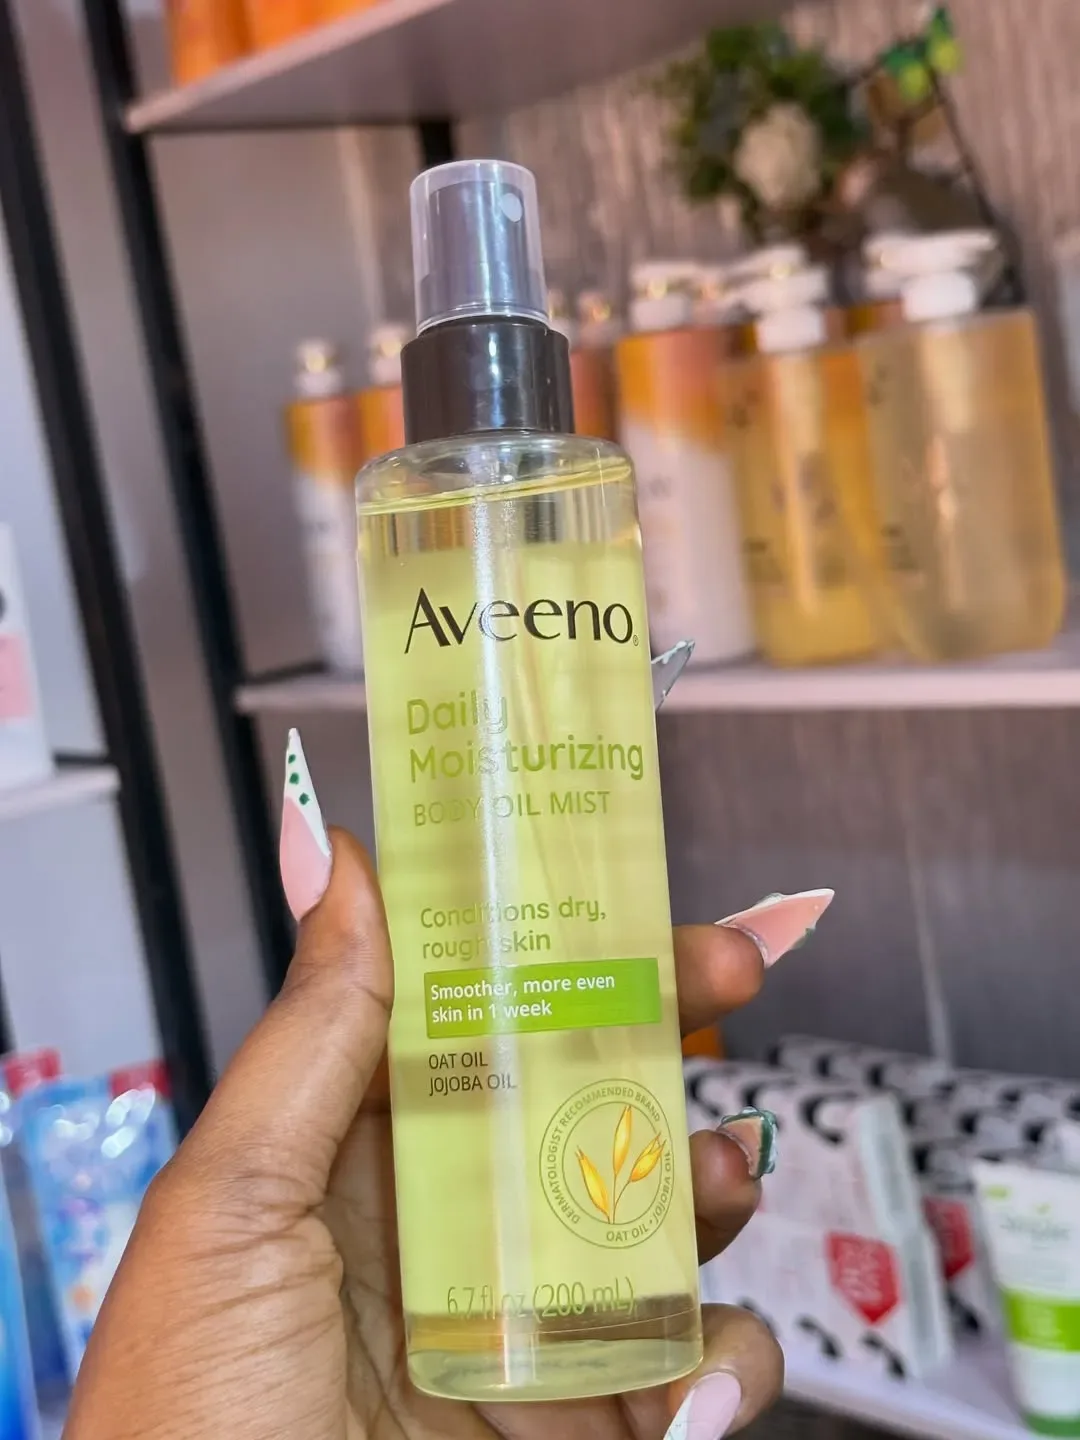 Aveeno®
Daily
Moisturizing
BODY OIL MIST
Conditions dry,
rough skin
Smoother, more even
skin in 1 week
OAT OIL
JOJOBA OIL
DERMATOLOGIST RECOMMENDED BRAND
OAT OIL • JOJOBA OIL
6.7 fl oz (200 mL)